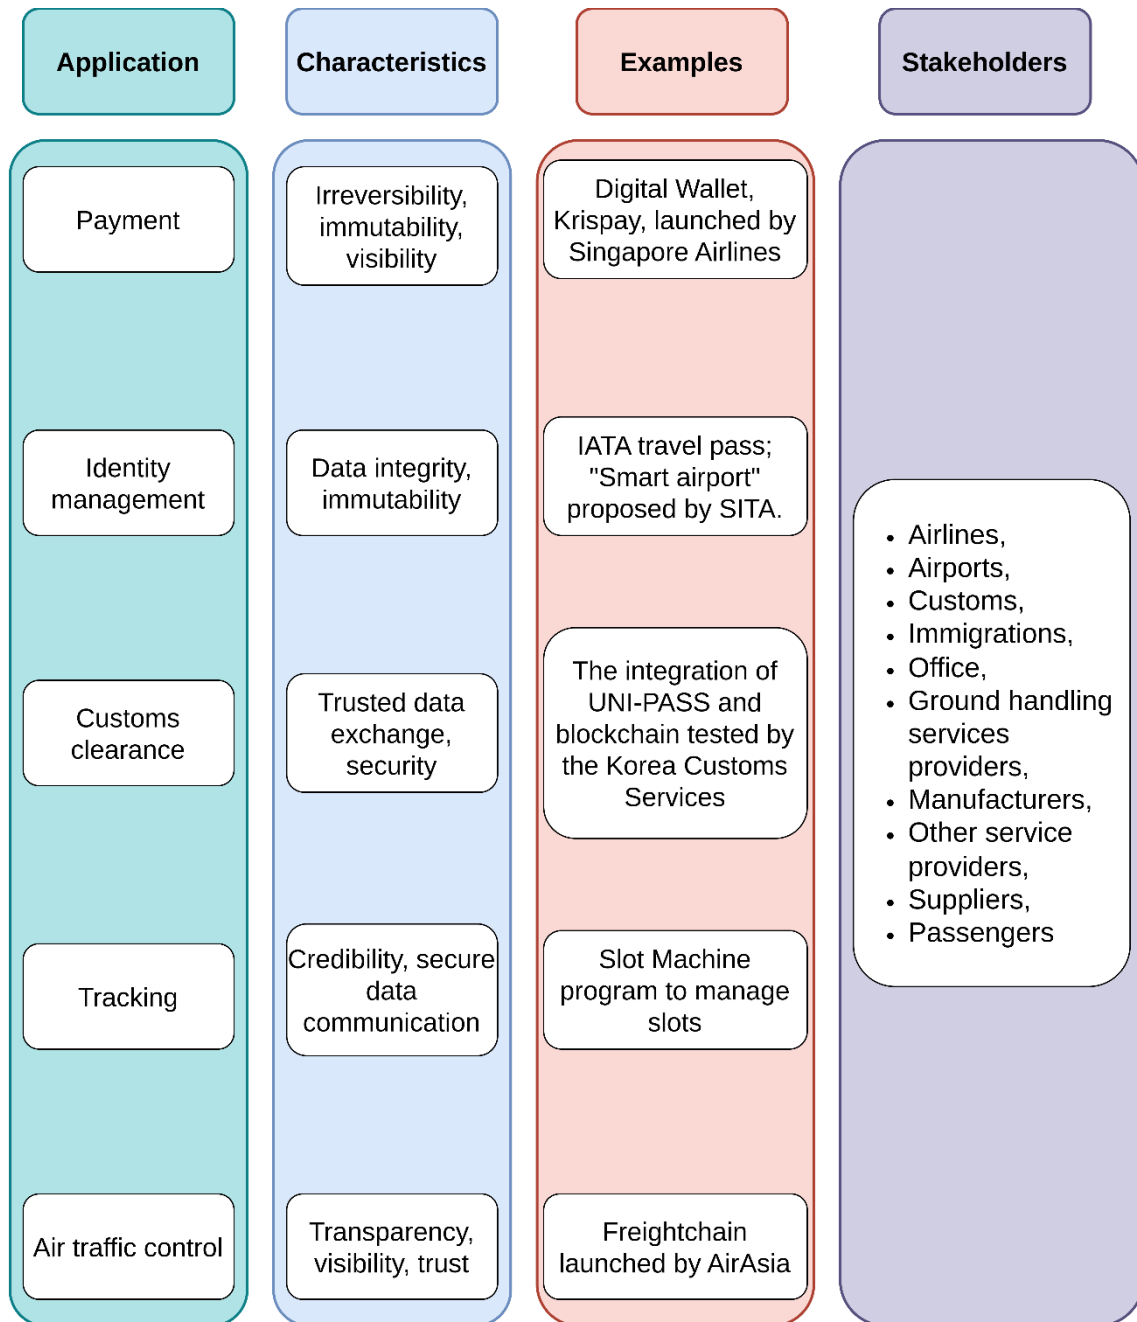 Application
Characteristics
Examples
Stakeholders
Payment
Irreversibility,
immutability,
visibility
Digital Wallet,
Krispay, launched by
Singapore Airlines
Identity
management
Data integrity,
immutability
IATA travel pass;
"Smart airport"
proposed by SITA.
Customs
clearance
Trusted data
exchange,
security
The integration of
UNI-PASS and
blockchain tested by
the Korea Customs
Services
Tracking
Credibility, secure
data
communication
Slot Machine
program to manage
slots
Air traffic control
Transparency,
visibility, trust
Freightchain
launched by AirAsia
• Airlines,
• Airports,
• Customs,
• Immigrations,
• Office,
• Ground handling
services
providers,
• Manufacturers,
• Other service
providers,
• Suppliers,
• Passengers